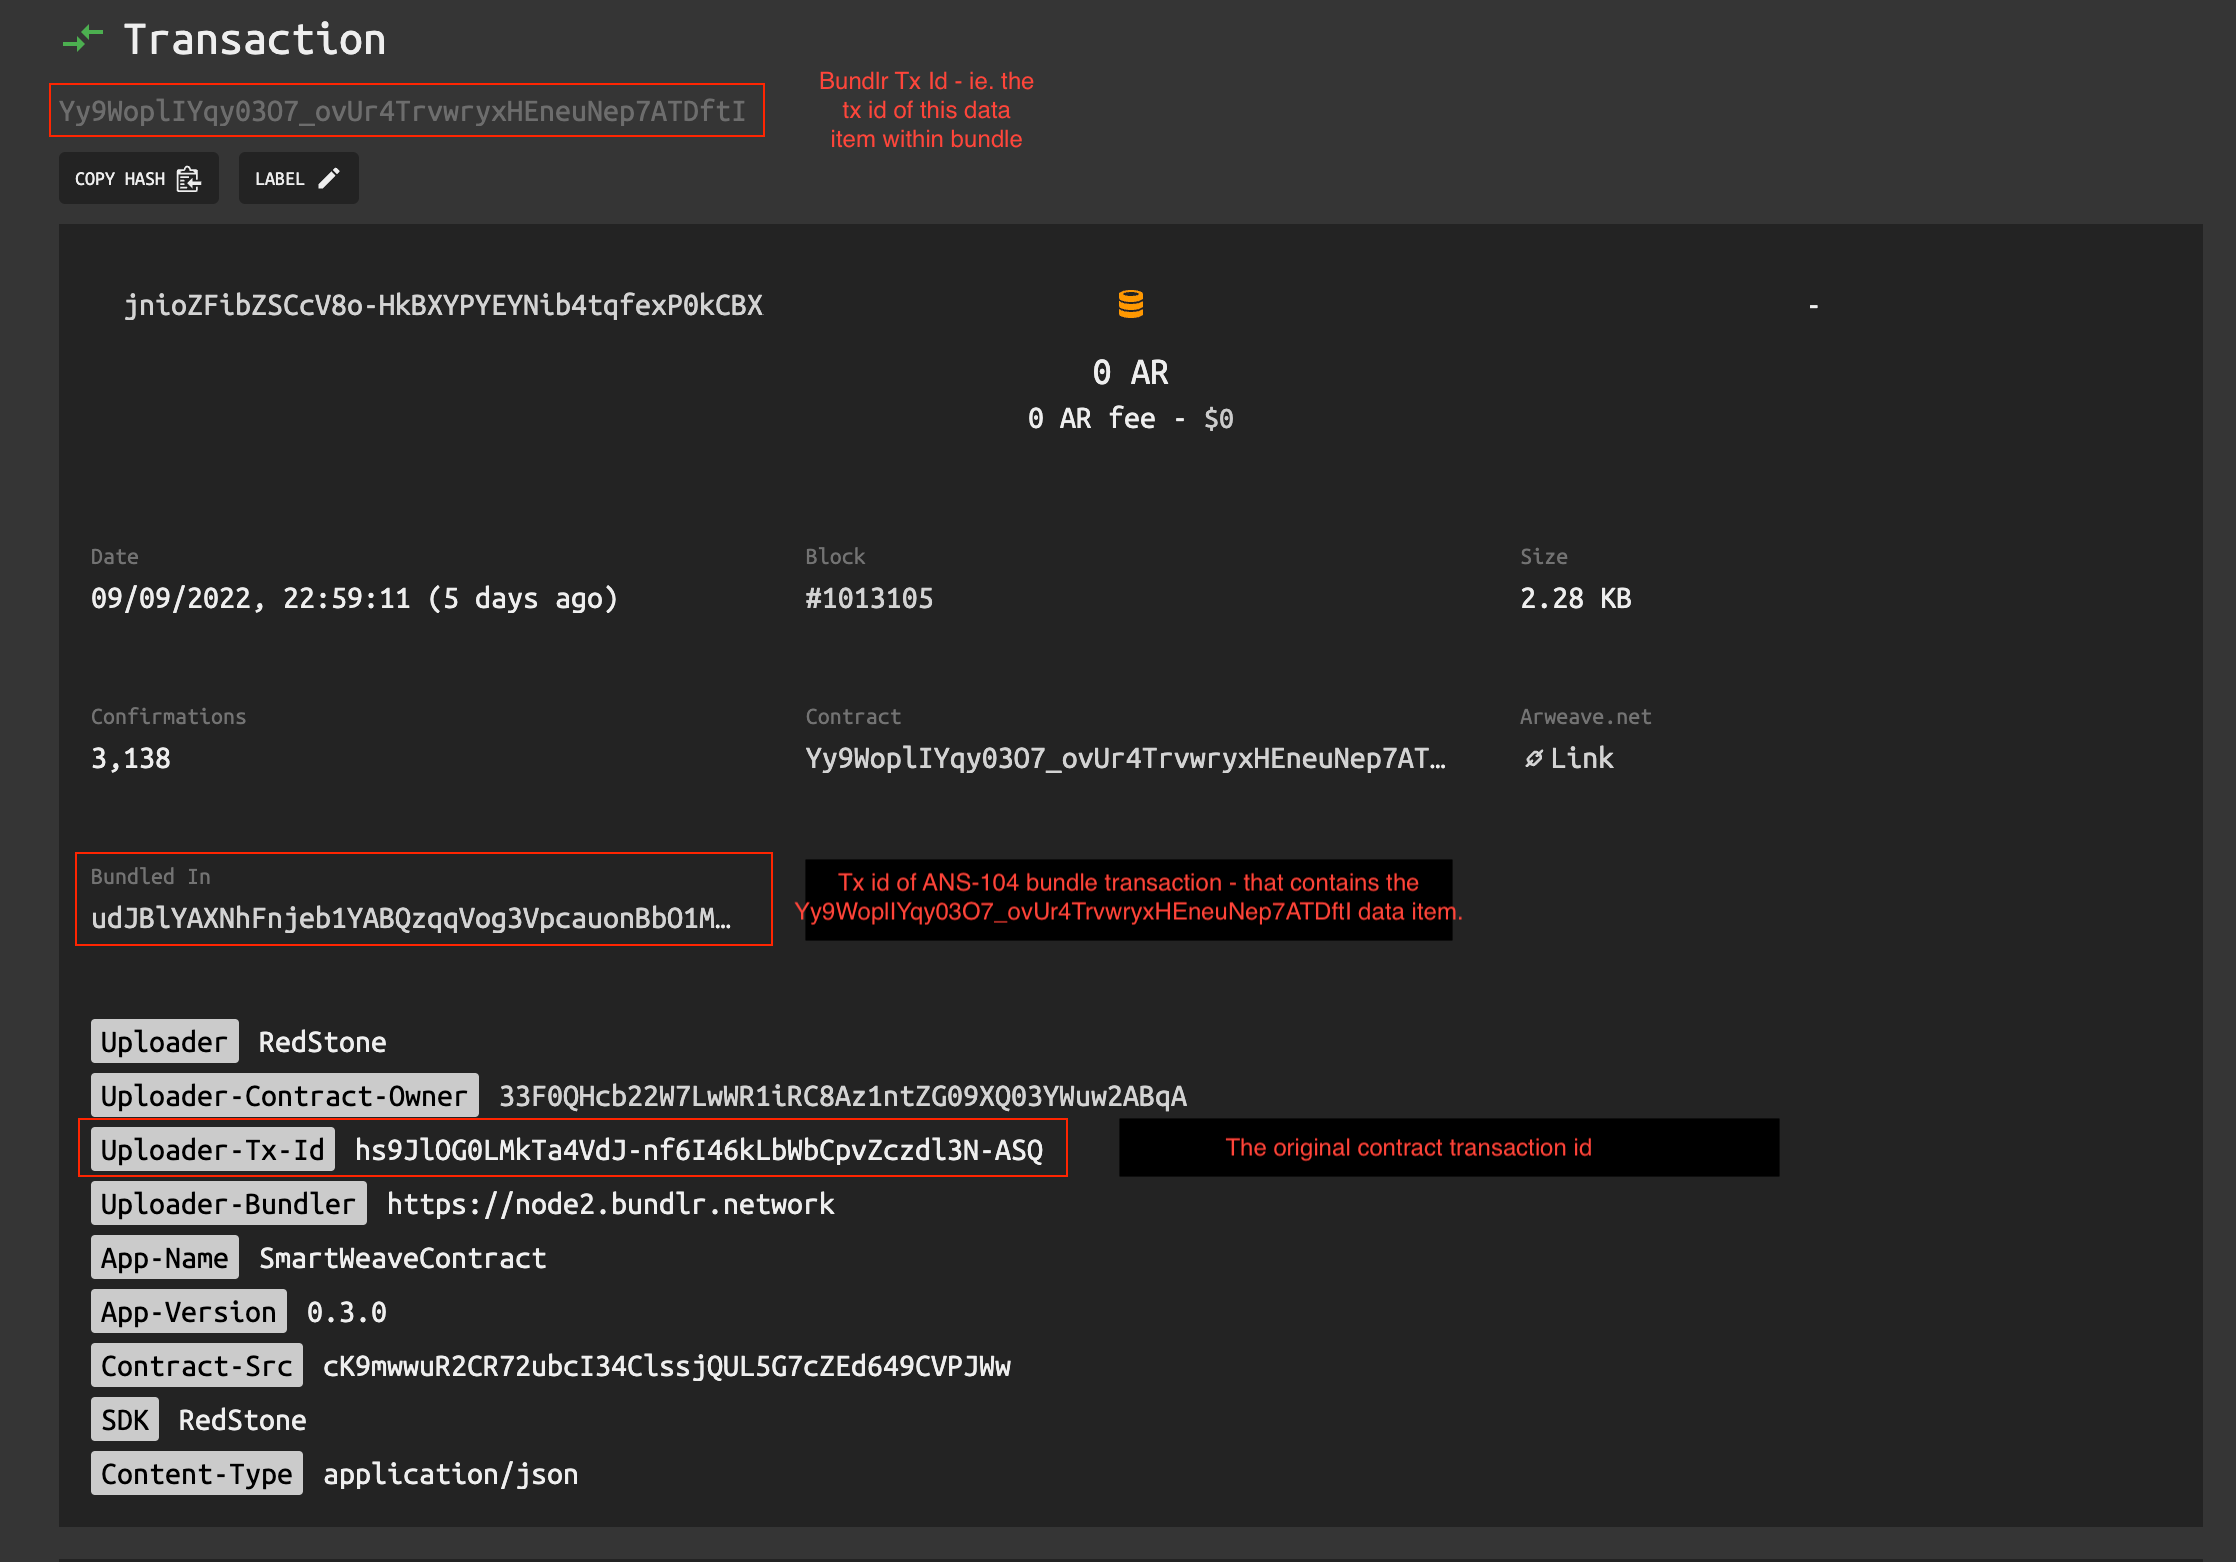 Transaction
Yy9WoplIYqy03O7_ovUr4TrvwryxHEneuNep7ATDftI
Bundlr Tx Id - ie. the
tx id of this data
item within bundle
COPY HASH
LABEL
jnioZFibZSCcV8o-HkBXYPYEYNib4tqfexP0kCBX
-
0 AR
0 AR fee - $0
Date
Block
Size
09/09/2022, 22:59:11 (5 days ago)
#1013105
2.28 KB
Confirmations
Contract
Arweave.net
3,138
Yy9WoplIYqy03O7_ovUr4TrvwryxHEneuNep7AT…
Link
Bundled In
udJBlYAXNhFnjeb1YABQzqqVog3VpcauonBbO1M…
Tx id of ANS-104 bundle transaction - that contains the
Yy9WoplIYqy03O7_ovUr4TrvwryxHEneuNep7ATDftI data item.
Uploader RedStone
Uploader-Contract-Owner 33F0QHcb22W7LwWR1iRC8Az1ntZG09XQ03YWuw2ABqA
Uploader-Tx-Id hs9JlOG0LMkTa4VdJ-nf6I46kLbWbCpvZczdl3N-ASQ
The original contract transaction id
Uploader-Bundler https://node2.bundlr.network
App-Name SmartWeaveContract
App-Version 0.3.0
Contract-Src cK9mwwuR2CR72ubcI34ClssjQUL5G7cZEd649CVPJWw
SDK RedStone
Content-Type application/json